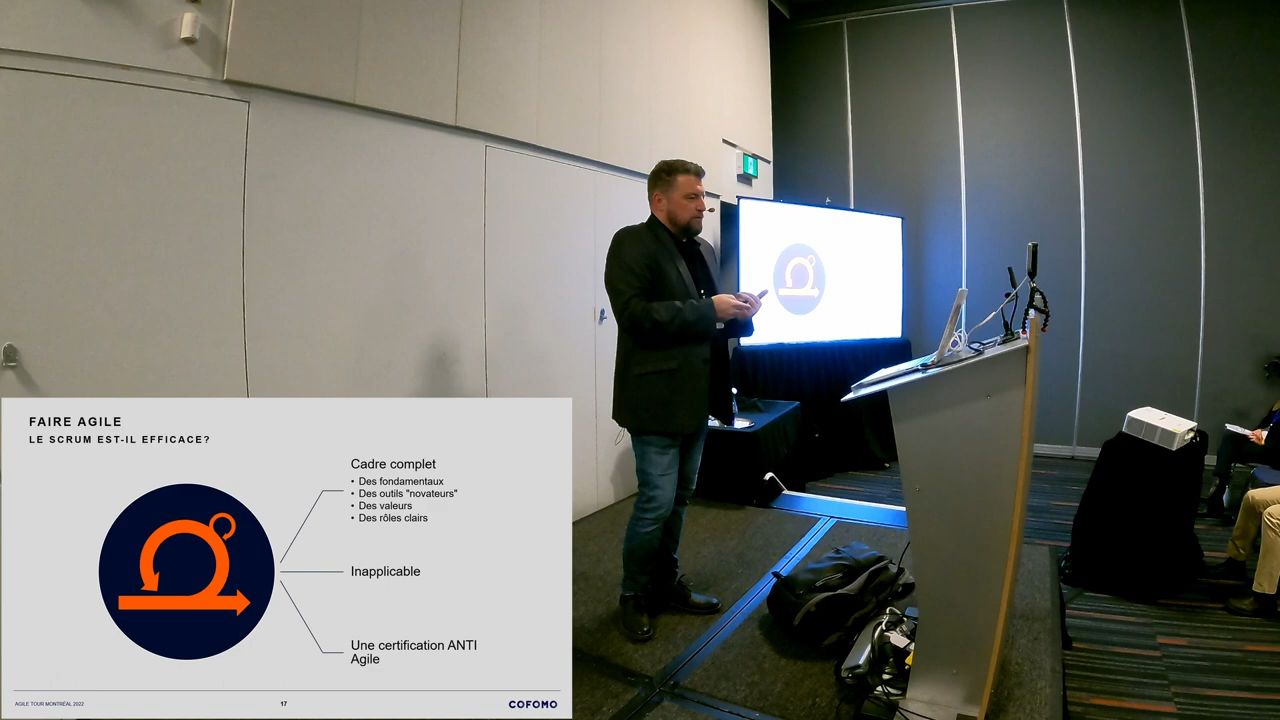 FAIRE AGILE
LE SCRUM EST-IL EFFICACE?
Cadre complet
• Des fondamentaux
• Des outils "novateurs"
• Des valeurs
• Des rôles clairs
Inapplicable
Une certification ANTI
Agile
AGILE TOUR MONTRÉAL 2022
17
COFOMO